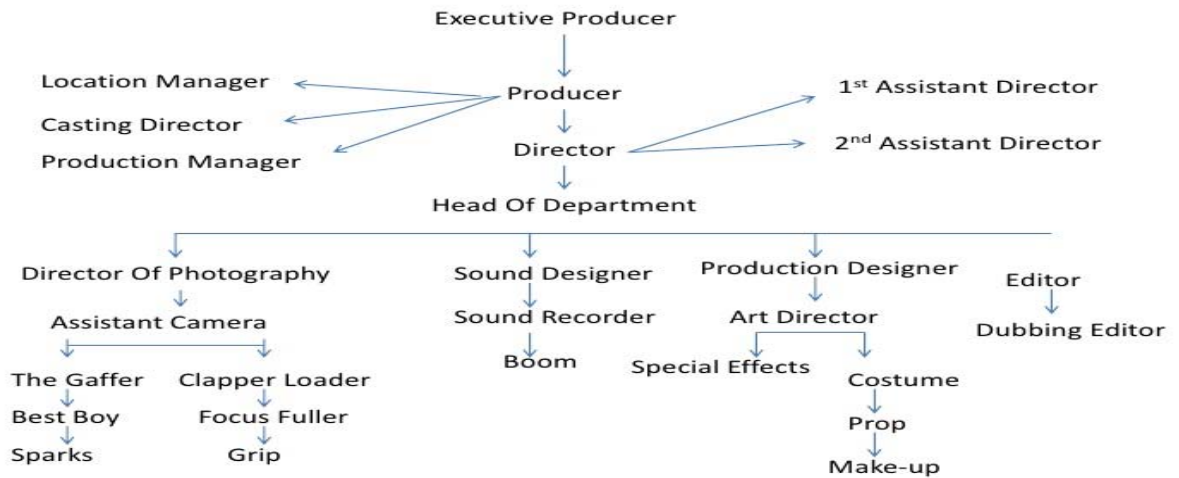 Executive Producer
Location Manager
Producer
1st Assistant Director
Casting Director
Director
2nd Assistant Director
Production Manager
Head Of Department
Director Of Photography
Sound Designer
Production Designer
Editor
Assistant Camera
Sound Recorder
Art Director
Dubbing Editor
Boom
Special Effects
The Gaffer
Clapper Loader
Costume
Best Boy
Focus Fuller
Prop
Sparks
Grip
Make-up